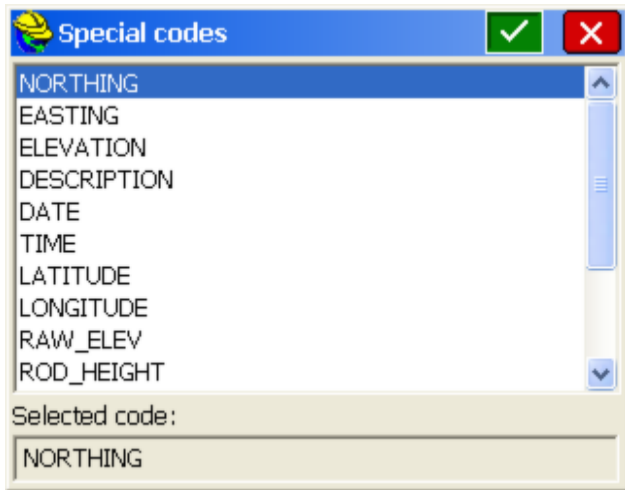 Special codes
NORTHING
EASTING
ELEVATION
DESCRIPTION
DATE
TIME
LATITUDE
LONGITUDE
RAW_ELEV
ROD_HEIGHT
Selected code:
NORTHING